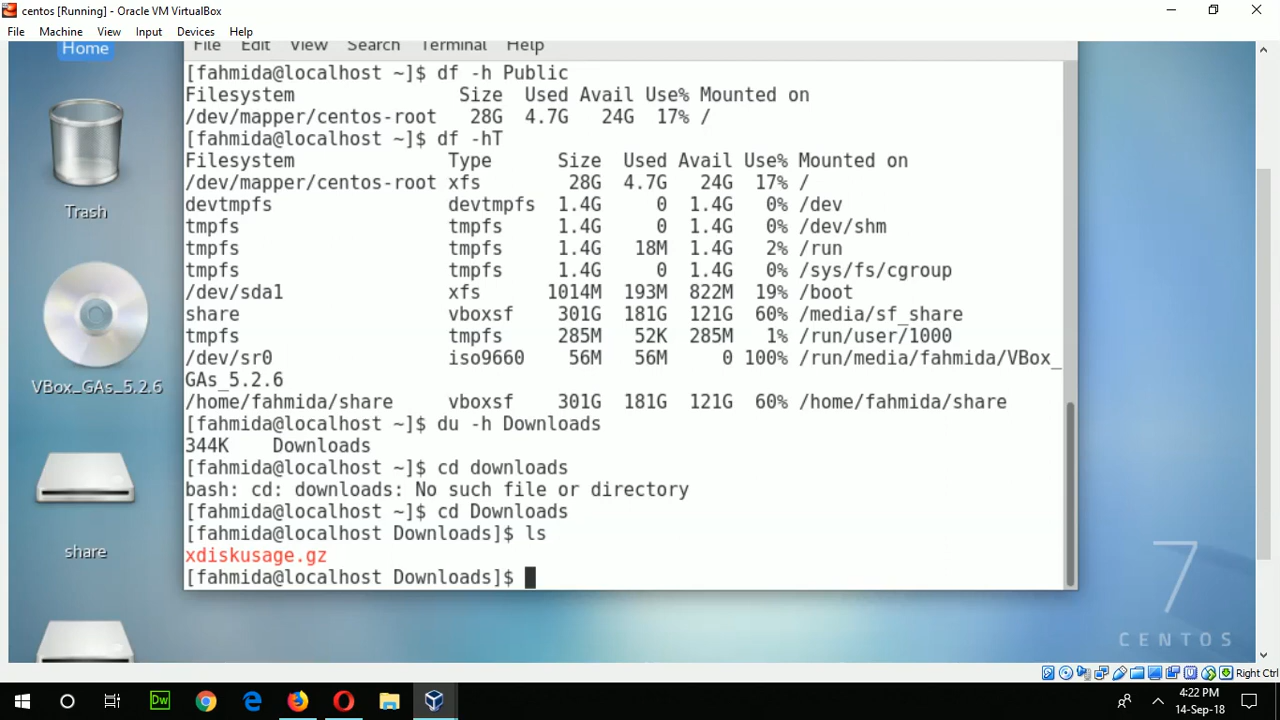 centos [Running] - Oracle VM VirtualBox
File Machine View Input Devices Help
Home
File Edit View Search Terminal Help
[fahmida@localhost ~]$ df -h Public
Filesystem Size Used Avail Use% Mounted on
/dev/mapper/centos-root 28G 4.7G 24G 17% /
[fahmida@localhost ~]$ df -hT
Filesystem Type Size Used Avail Use% Mounted on
/dev/mapper/centos-root xfs 28G 4.7G 24G 17% /
devtmpfs devtmpfs 1.4G 0 1.4G 0% /dev
tmpfs tmpfs 1.4G 0 1.4G 0% /dev/shm
tmpfs tmpfs 1.4G 18M 1.4G 2% /run
tmpfs tmpfs 1.4G 0 1.4G 0% /sys/fs/cgroup
/dev/sda1 xfs 1014M 193M 822M 19% /boot
share vboxsf 301G 181G 121G 60% /media/sf_share
tmpfs tmpfs 285M 52K 285M 1% /run/user/1000
/dev/sr0 iso9660 56M 56M 0 100% /run/media/fahmida/VBox_
GAs_5.2.6
/home/fahmida/share vboxsf 301G 181G 121G 60% /home/fahmida/share
[fahmida@localhost ~]$ du -h Downloads
344K Downloads
[fahmida@localhost ~]$ cd downloads
bash: cd: downloads: No such file or directory
[fahmida@localhost ~]$ cd Downloads
[fahmida@localhost Downloads]$ ls
xdiskusage.gz
[fahmida@localhost Downloads]$
Trash
VBox_GAs_5.2.6
share
7
CENTOS
Right Ctrl
Dw
4:22 PM
14-Sep-18